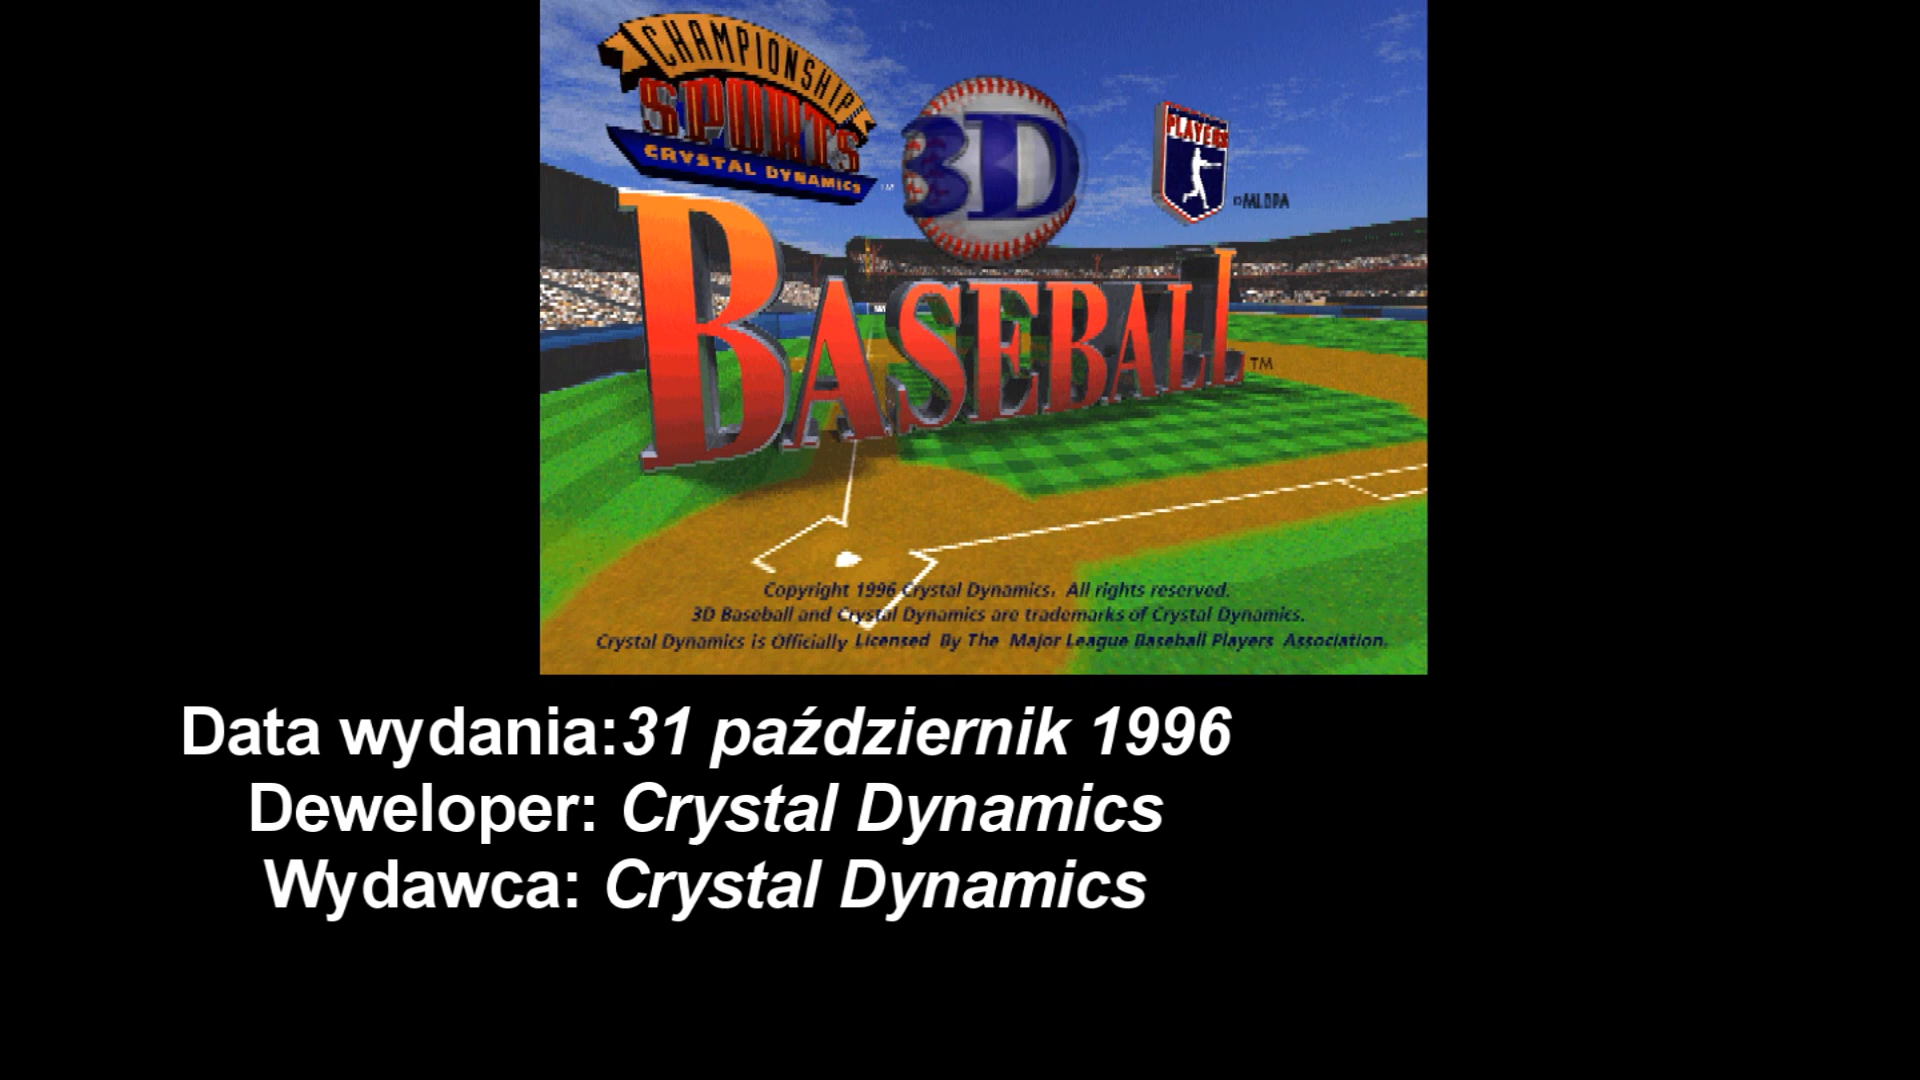 CHAMPIONSHIP
SPORTS
CRYSTAL DYNAMICS
TM
3D
PLAYERS
©MLBPA
BASEBALL
TM
Copyright 1996 Crystal Dynamics. All rights reserved.
3D Baseball and Crystal Dynamics are trademarks of Crystal Dynamics.
Crystal Dynamics is Officially Licensed By The Major League Baseball Players Association.
Data wydania:31 październik 1996
Deweloper: Crystal Dynamics
Wydawca: Crystal Dynamics